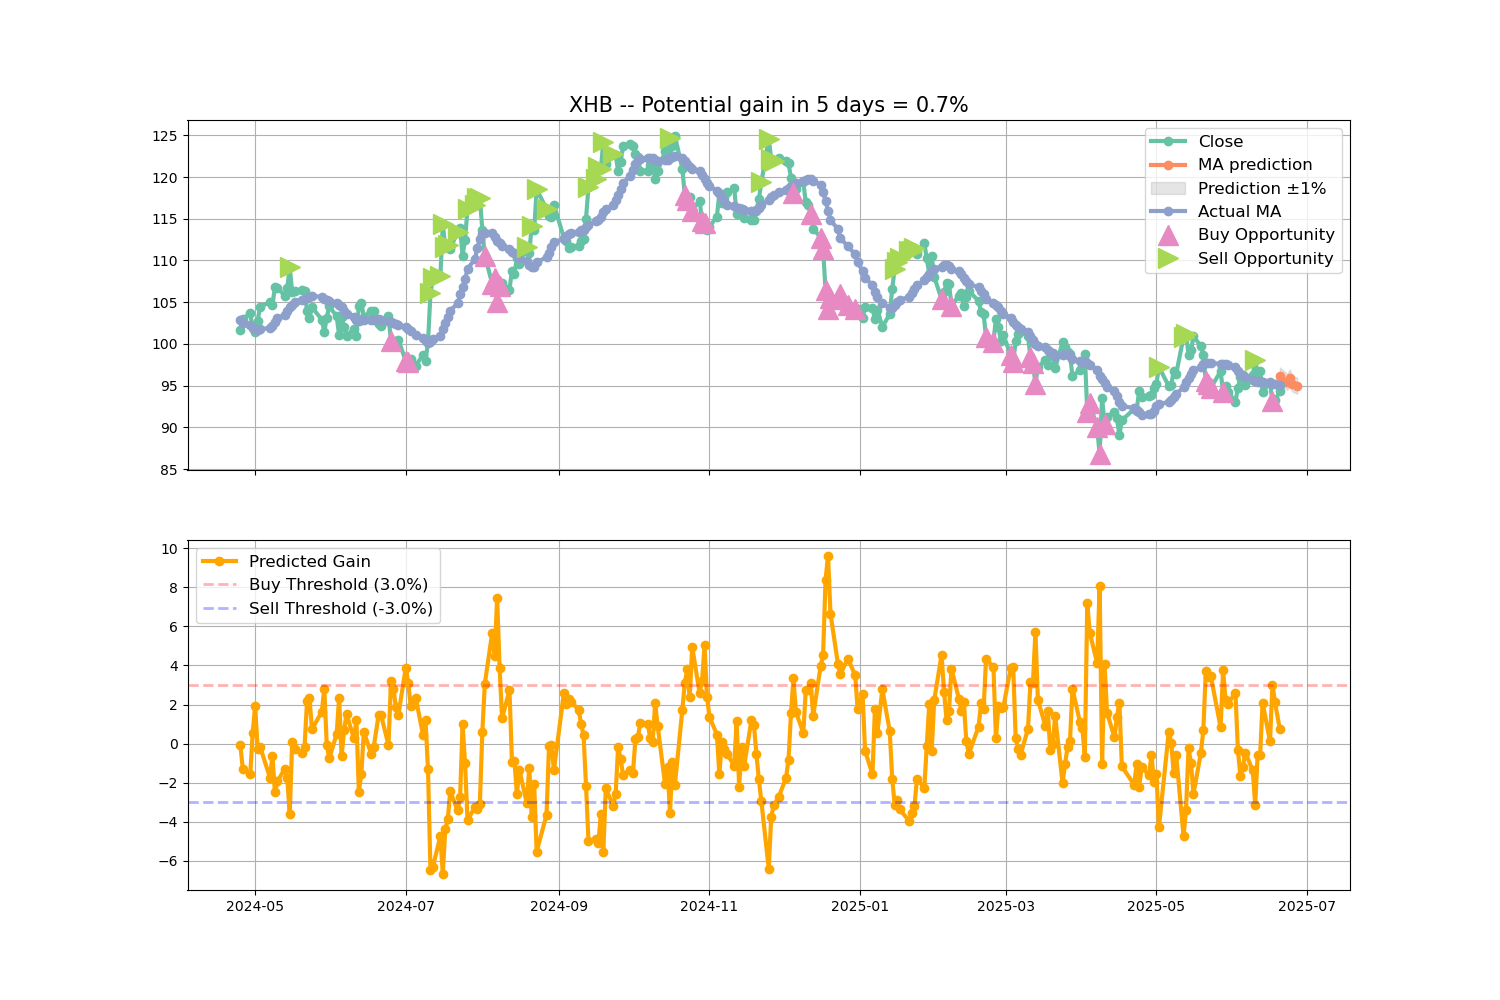 XHB -- Potential gain in 5 days = 0.7%
125
120
115
110
105
100
95
90
85
Close
MA prediction
Prediction ±1%
Actual MA
Buy Opportunity
Sell Opportunity
10
8
6
4
2
0
−2
−4
−6
Predicted Gain
Buy Threshold (3.0%)
Sell Threshold (-3.0%)
2024-05
2024-07
2024-09
2024-11
2025-01
2025-03
2025-05
2025-07